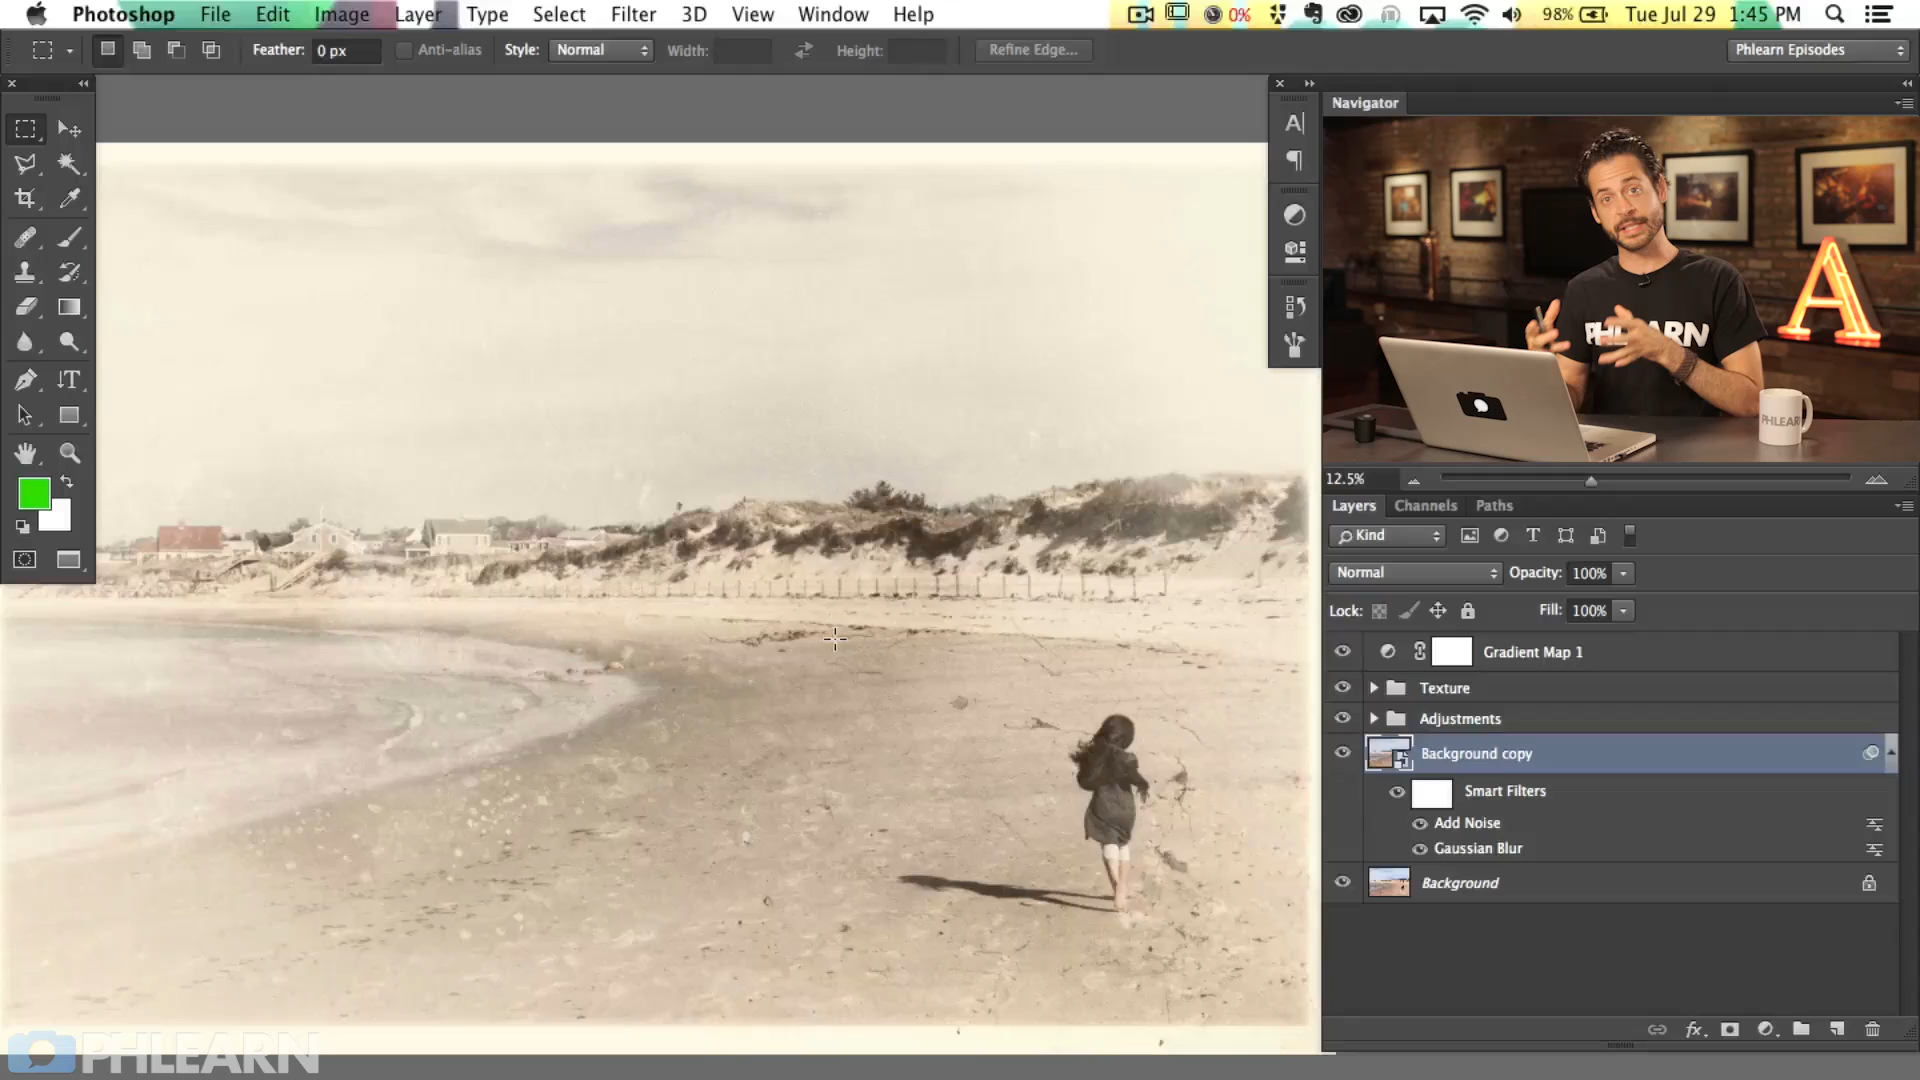 Photoshop File Edit Image Layer Type Select Filter 3D View Window Help 0% 98% Tue Jul 29 1:45 PM
Feather: 0 px Anti-alias Style: Normal Width: Height: Refine Edge... Phlearn Episodes
Navigator
PHLEARN
PHLEARN
12.5%
Layers Channels Paths
Kind
Normal Opacity: 100%
Lock: Fill: 100%
Gradient Map 1
Texture
Adjustments
Background copy
Smart Filters
Add Noise
Gaussian Blur
Background
PHLEARN